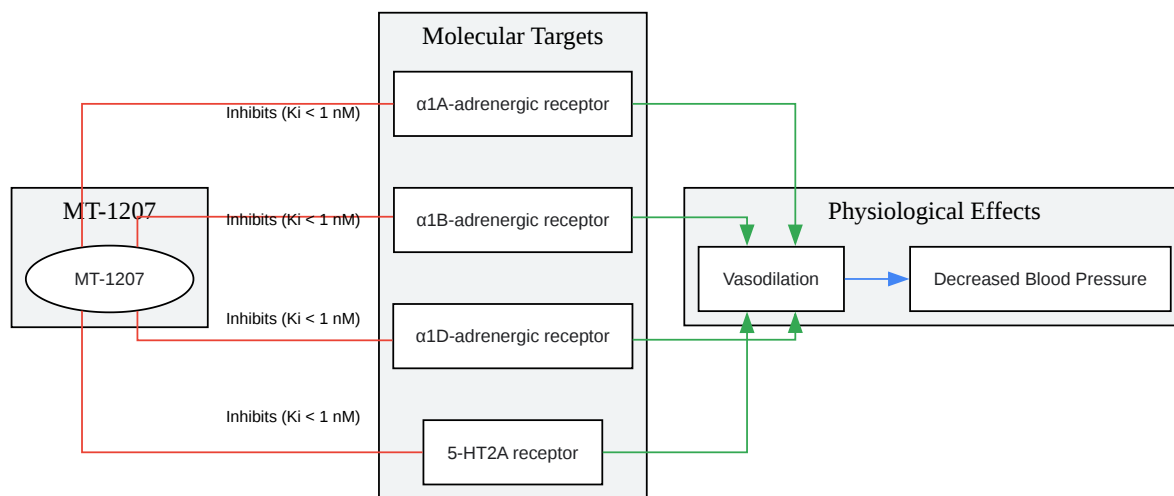 Molecular Targets
α1A-adrenergic receptor
Inhibits (Ki < 1 nM)
MT-1207
Inhibits (Ki < 1 nM)
α1B-adrenergic receptor
Physiological Effects
MT-1207
Vasodilation
Decreased Blood Pressure
Inhibits (Ki < 1 nM)
α1D-adrenergic receptor
Inhibits (Ki < 1 nM)
5-HT2A receptor